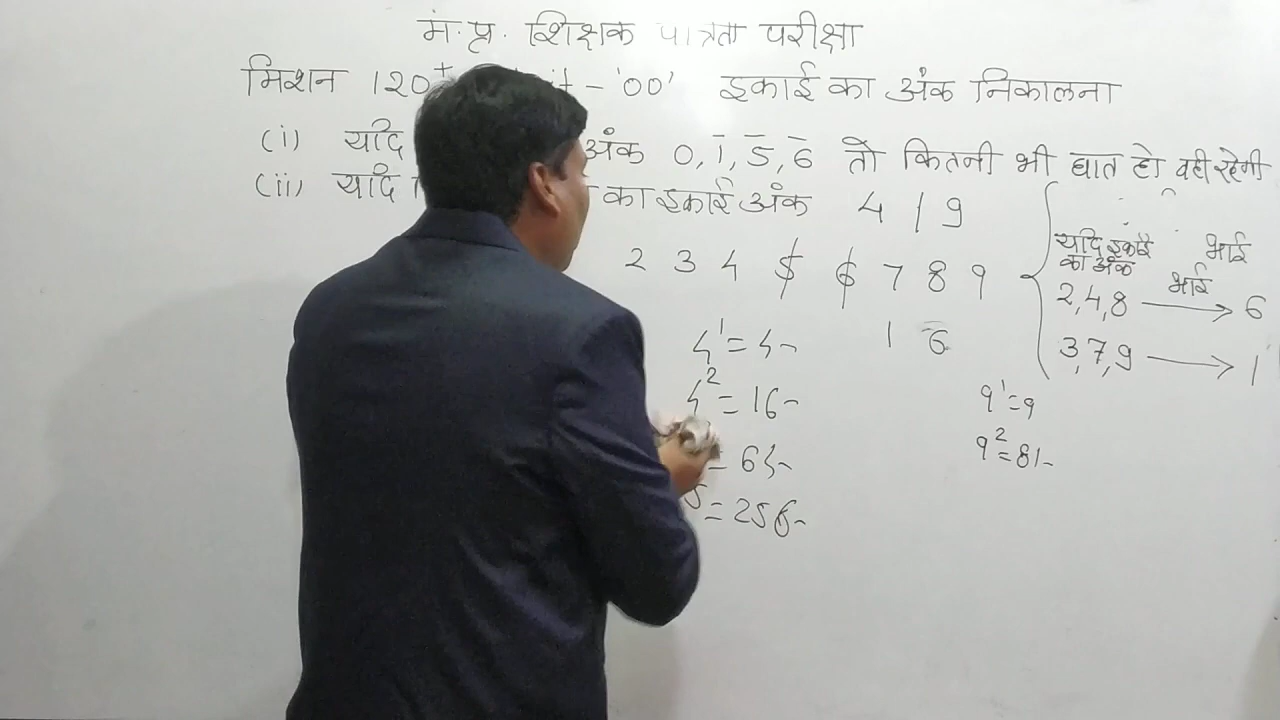 मं.प्र. शिक्षक पात्रता परीक्षा
मिशन 120+ - '00' इकाई का अंक निकालना
(i) यदि अंक 0, 1, 5, 6 तो कितनी भी घात हो वही रहेगी
(ii) यदि का इकाई अंक 4 | 9
2 3 4 5 6 7 8 9
1 6
4¹ = 4
4² = 16
= 64
= 256
यदि इकाई का अंक
भाई
भाई
2,4,8 → 6
3,7,9 → 1
9¹=9
9²=81